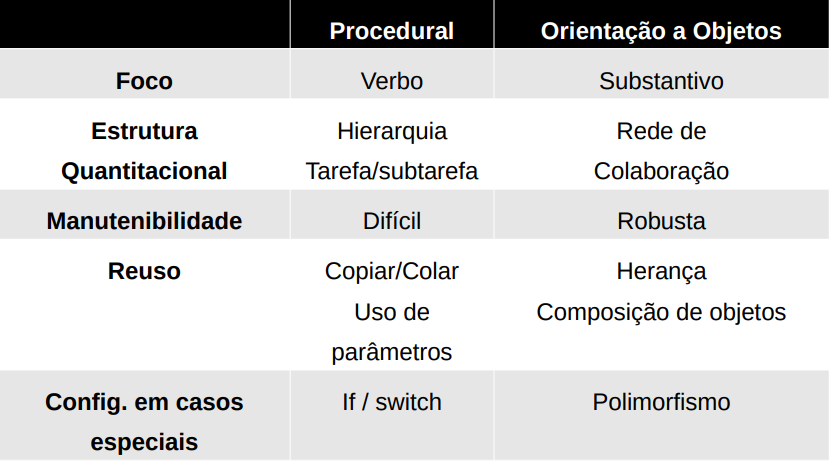 Procedural Orientação a Objetos
Foco Verbo Substantivo
Estrutura Hierarquia Rede de
Quantitacional Tarefa/subtarefa Colaboração
Manutenibilidade Difícil Robusta
Reuso Copiar/Colar Herança
Uso de Composição de objetos
parâmetros
Config. em casos If / switch Polimorfismo
especiais